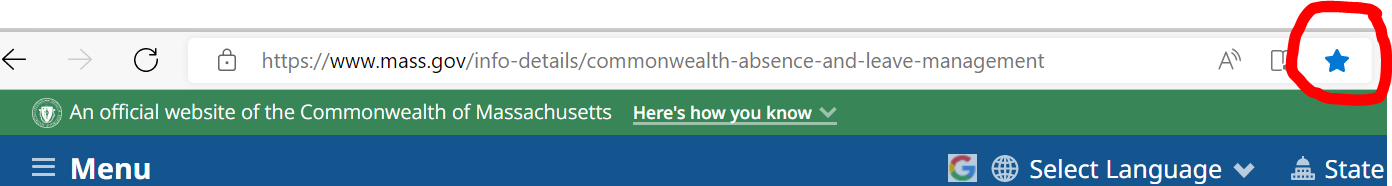 https://www.mass.gov/info-details/commonwealth-absence-and-leave-management
An official website of the Commonwealth of Massachusetts Here's how you know
Menu Select Language State